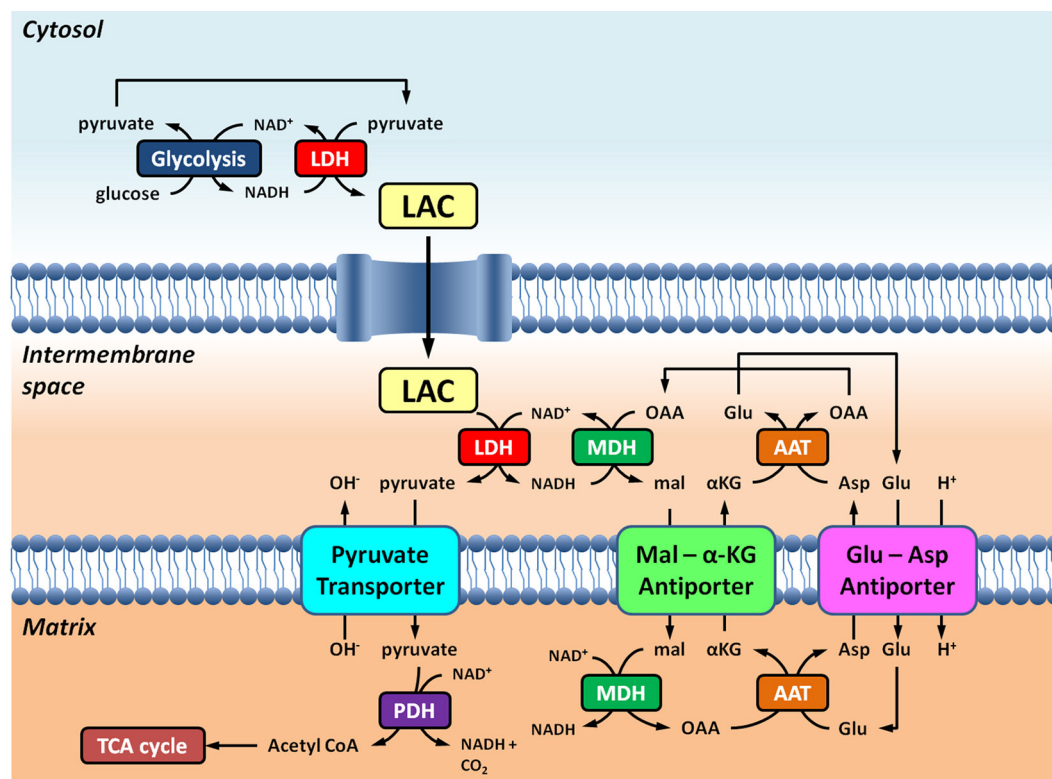 Cytosol
pyruvate NAD⁺ pyruvate
Glycolysis LDH
glucose NADH
LAC
Intermembrane
space
LAC
NAD⁺ OAA Glu OAA
LDH MDH AAT
OH⁻ pyruvate NADH mal αKG Asp Glu H⁺
Pyruvate
Transporter
Mal – α-KG
Antiporter
Glu – Asp
Antiporter
Matrix
OH⁻ pyruvate NAD⁺ mal αKG Asp Glu H⁺
NAD⁺
PDH MDH AAT
TCA cycle Acetyl CoA NADH +
CO₂
NADH OAA Glu